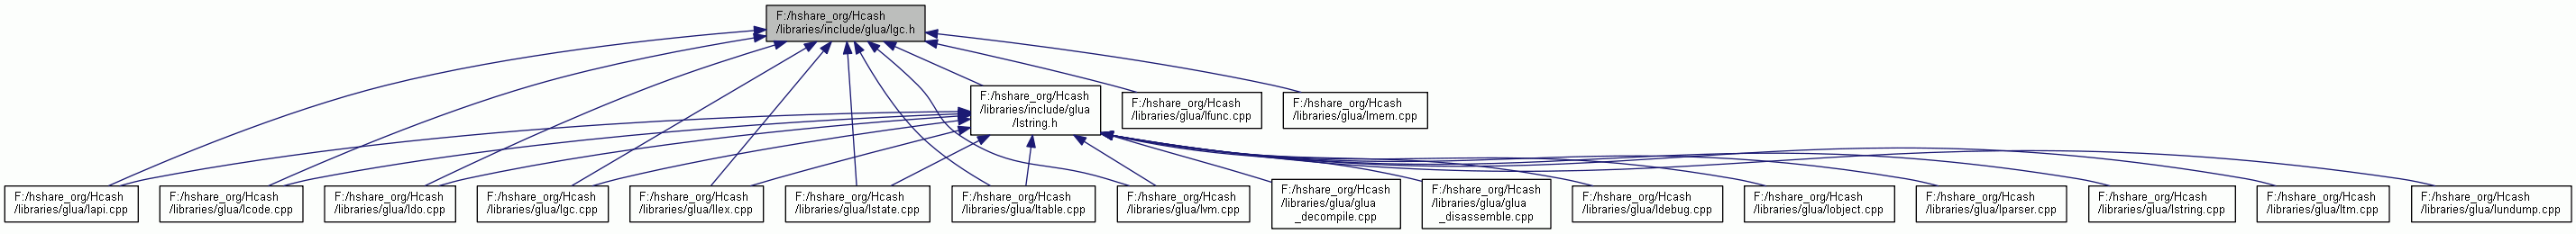 F:/hshare_org/Hcash
/libraries/include/glua/lgc.h
F:/hshare_org/Hcash
/libraries/include/glua
/lstring.h
F:/hshare_org/Hcash
/libraries/glua/lfunc.cpp
F:/hshare_org/Hcash
/libraries/glua/lmem.cpp
F:/hshare_org/Hcash
/libraries/glua/lapi.cpp
F:/hshare_org/Hcash
/libraries/glua/lcode.cpp
F:/hshare_org/Hcash
/libraries/glua/ldo.cpp
F:/hshare_org/Hcash
/libraries/glua/lgc.cpp
F:/hshare_org/Hcash
/libraries/glua/llex.cpp
F:/hshare_org/Hcash
/libraries/glua/lstate.cpp
F:/hshare_org/Hcash
/libraries/glua/ltable.cpp
F:/hshare_org/Hcash
/libraries/glua/lvm.cpp
F:/hshare_org/Hcash
/libraries/glua/glua
_decompile.cpp
F:/hshare_org/Hcash
/libraries/glua/glua
_disassemble.cpp
F:/hshare_org/Hcash
/libraries/glua/ldebug.cpp
F:/hshare_org/Hcash
/libraries/glua/lobject.cpp
F:/hshare_org/Hcash
/libraries/glua/lparser.cpp
F:/hshare_org/Hcash
/libraries/glua/lstring.cpp
F:/hshare_org/Hcash
/libraries/glua/ltm.cpp
F:/hshare_org/Hcash
/libraries/glua/lundump.cpp